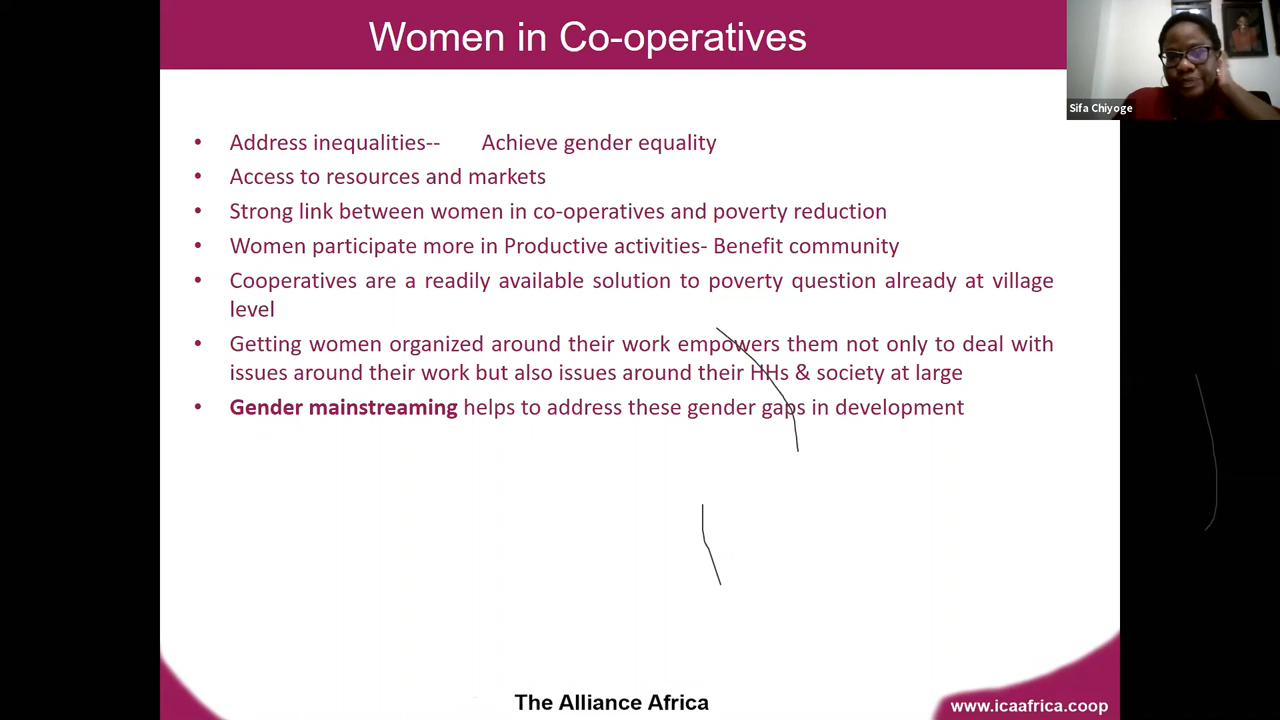 Women in Co-operatives
Sifa Chiyoge
• Address inequalities-- Achieve gender equality
• Access to resources and markets
• Strong link between women in co-operatives and poverty reduction
• Women participate more in Productive activities- Benefit community
• Cooperatives are a readily available solution to poverty question already at village
level
• Getting women organized around their work empowers them not only to deal with
issues around their work but also issues around their HHs & society at large
• Gender mainstreaming helps to address these gender gaps in development
The Alliance Africa
www.icaafrica.coop